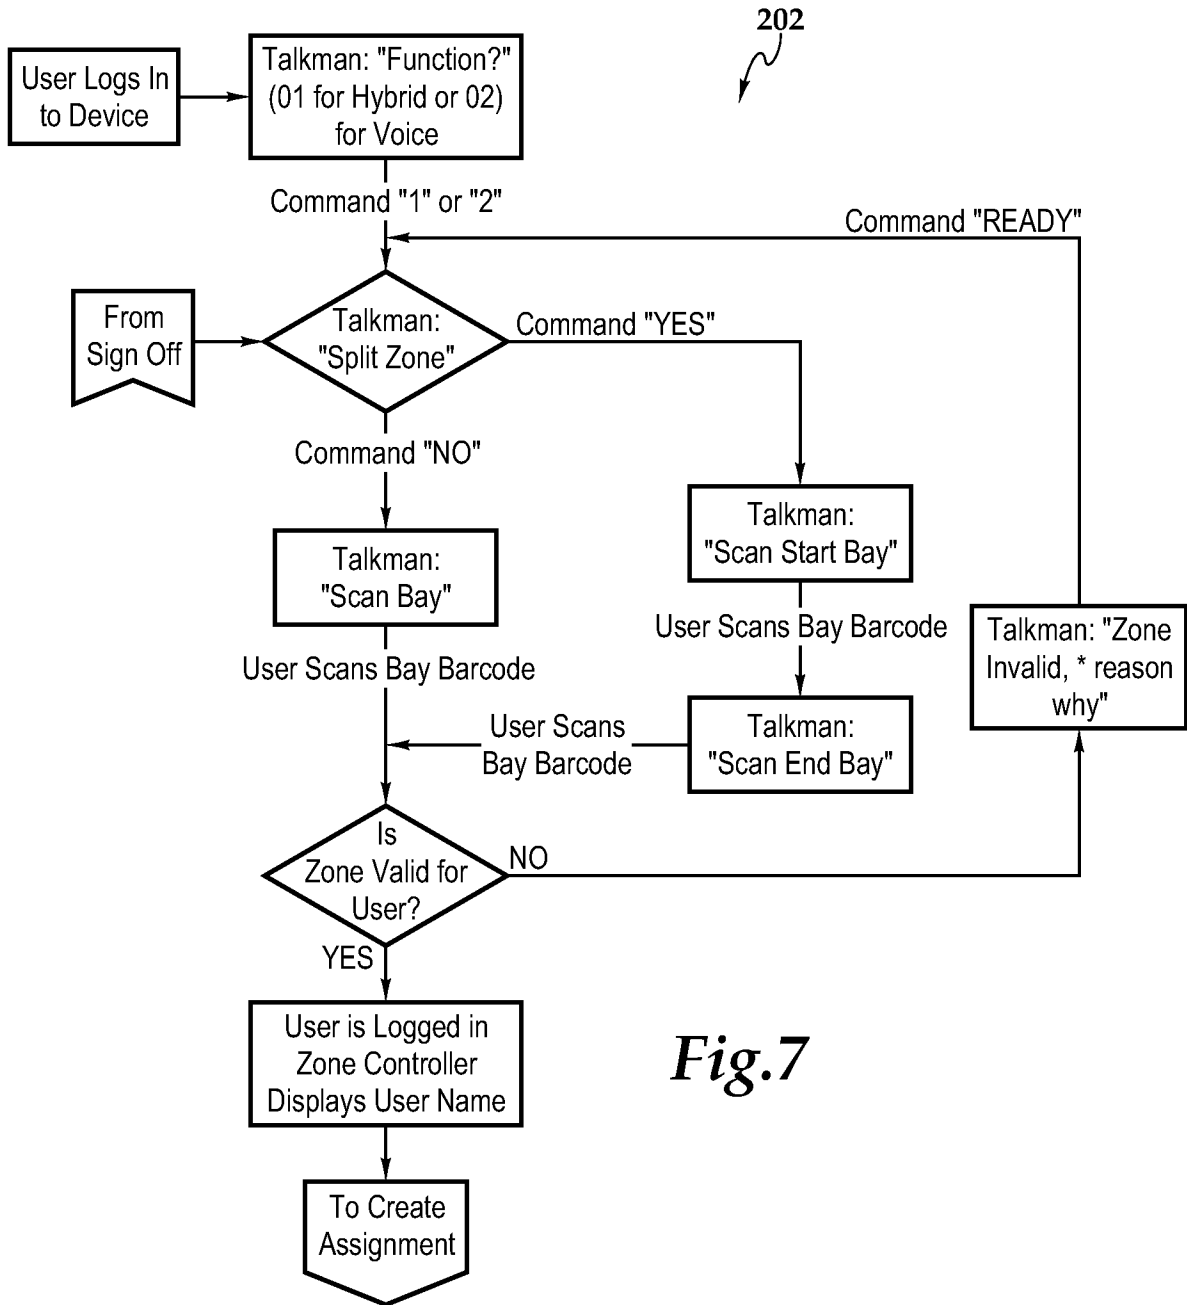 202
User Logs In
to Device
Talkman: "Function?"
(01 for Hybrid or 02)
for Voice
Command "1" or "2"
Command "READY"
From
Sign Off
Talkman:
"Split Zone"
Command "YES"
Command "NO"
Talkman:
"Scan Bay"
Talkman:
"Scan Start Bay"
User Scans Bay Barcode
User Scans Bay Barcode
Talkman: "Zone
Invalid, * reason
why"
User Scans
Bay Barcode
Talkman:
"Scan End Bay"
Is
Zone Valid for
User?
NO
YES
User is Logged in
Zone Controller
Displays User Name
Fig.7
To Create
Assignment